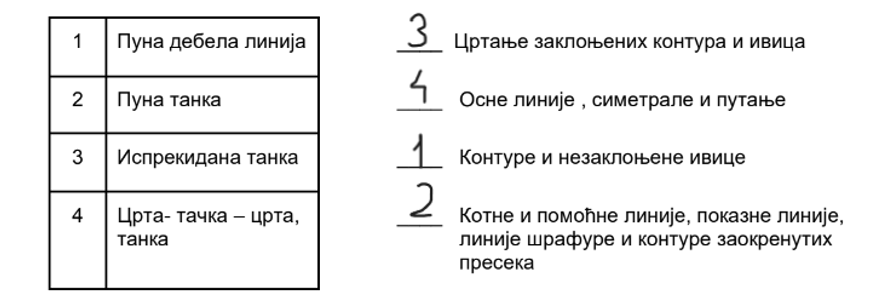 1 Пуна дебела линија
2 Пуна танка
3 Испрекидана танка
4 Црта- тачка – црта,
танка
3 Цртање заклоњених контура и ивица
4 Осне линије , симетрале и путање
1 Контуре и незаклоњене ивице
2 Котне и помоћне линије, показне линије,
линије шрафуре и контуре заокренутих
пресека